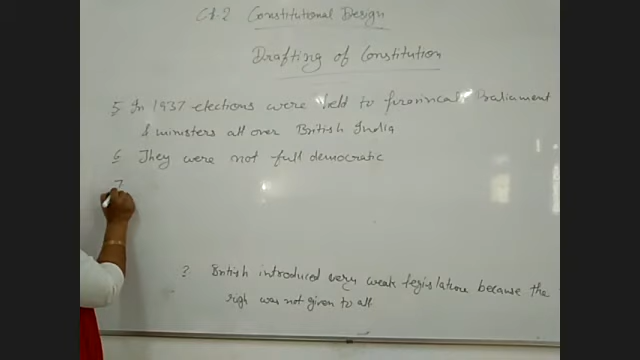 Ch.2 Constitutional Design
Drafting of Constitution
5 In 1937 elections were held to provincial Parliament
& ministers all over British India
6 They were not full democratic
7
? British introduced very weak legislature because the
righ was not given to all